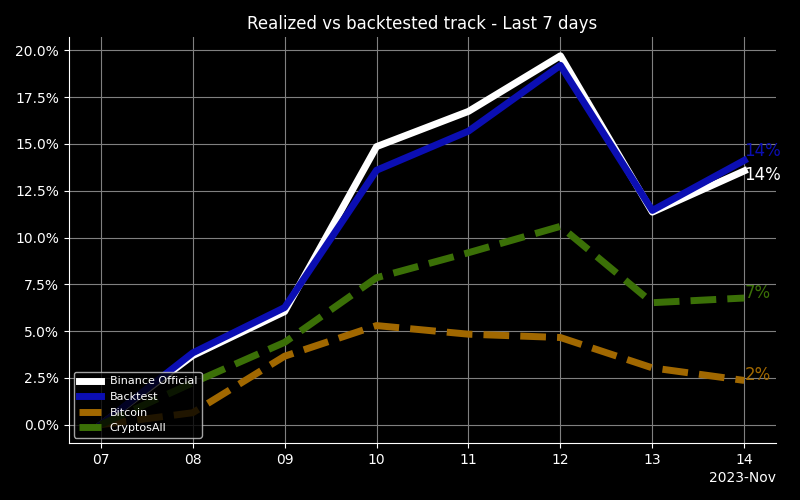 Realized vs backtested track - Last 7 days
20.0%
17.5%
15.0%
12.5%
10.0%
7.5%
5.0%
2.5%
0.0%
14%
14%
7%
2%
Binance Official
Backtest
Bitcoin
CryptosAll
07 08 09 10 11 12 13 14
2023-Nov